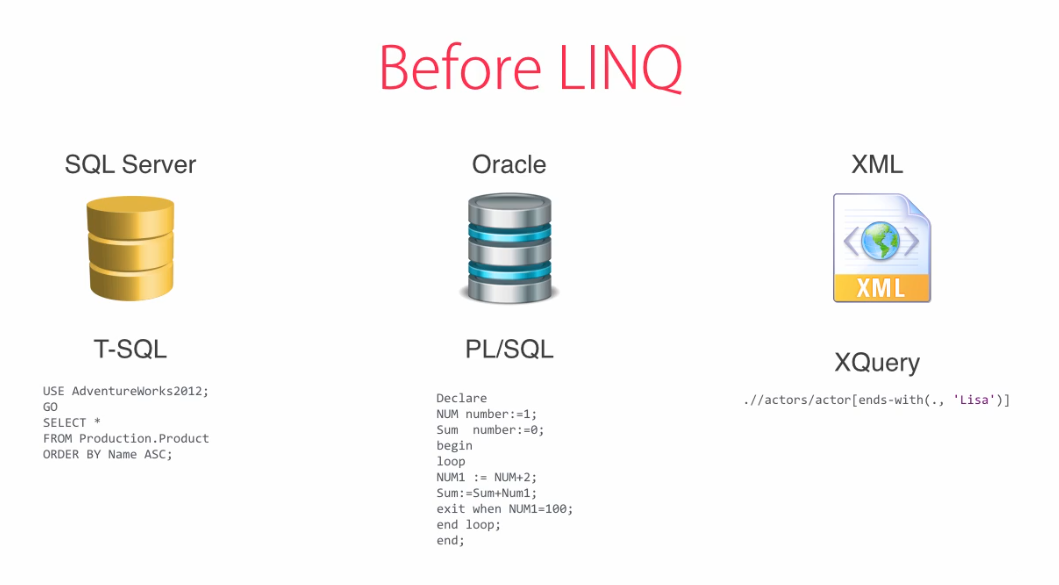 Before LINQ
SQL Server
T-SQL
USE AdventureWorks2012;
GO
SELECT *
FROM Production.Product
ORDER BY Name ASC;
Oracle
PL/SQL
Declare
NUM number:=1;
Sum  number:=0;
begin
loop
NUM1 := NUM+2;
Sum:=Sum+Num1;
exit when NUM1=100;
end loop;
end;
XML
XML
XQuery
.//actors/actor[ends-with(., 'Lisa')]